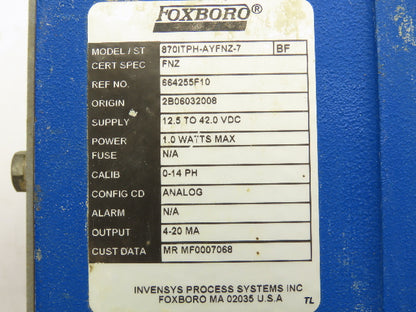 FOXBORO®
MODEL / ST 870ITPH-AYFNZ-7 BF
CERT SPEC FNZ
REF NO. 664255F10
ORIGIN 2B06032008
SUPPLY 12.5 TO 42.0 VDC
POWER 1.0 WATTS MAX
FUSE N/A
CALIB 0-14 PH
CONFIG CD ANALOG
ALARM N/A
OUTPUT 4-20 MA
CUST DATA MR MF0007068
INVENSYS PROCESS SYSTEMS INC
FOXBORO MA 02035 U.S.A TL